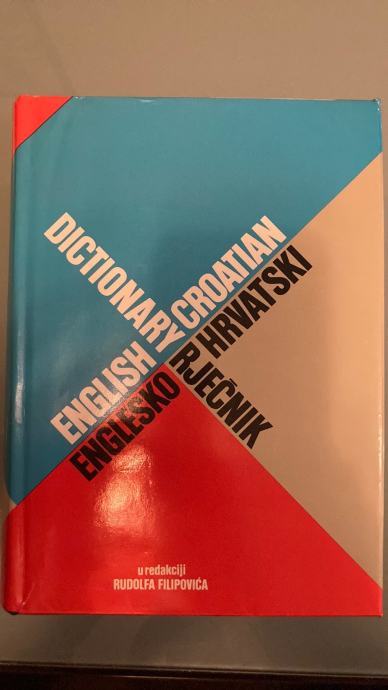 DICTIONARY
ENGLISH CROATIAN
ENGLESKO HRVATSKI
RJEČNIK
u redakciji
RUDOLFA FILIPOVIĆA